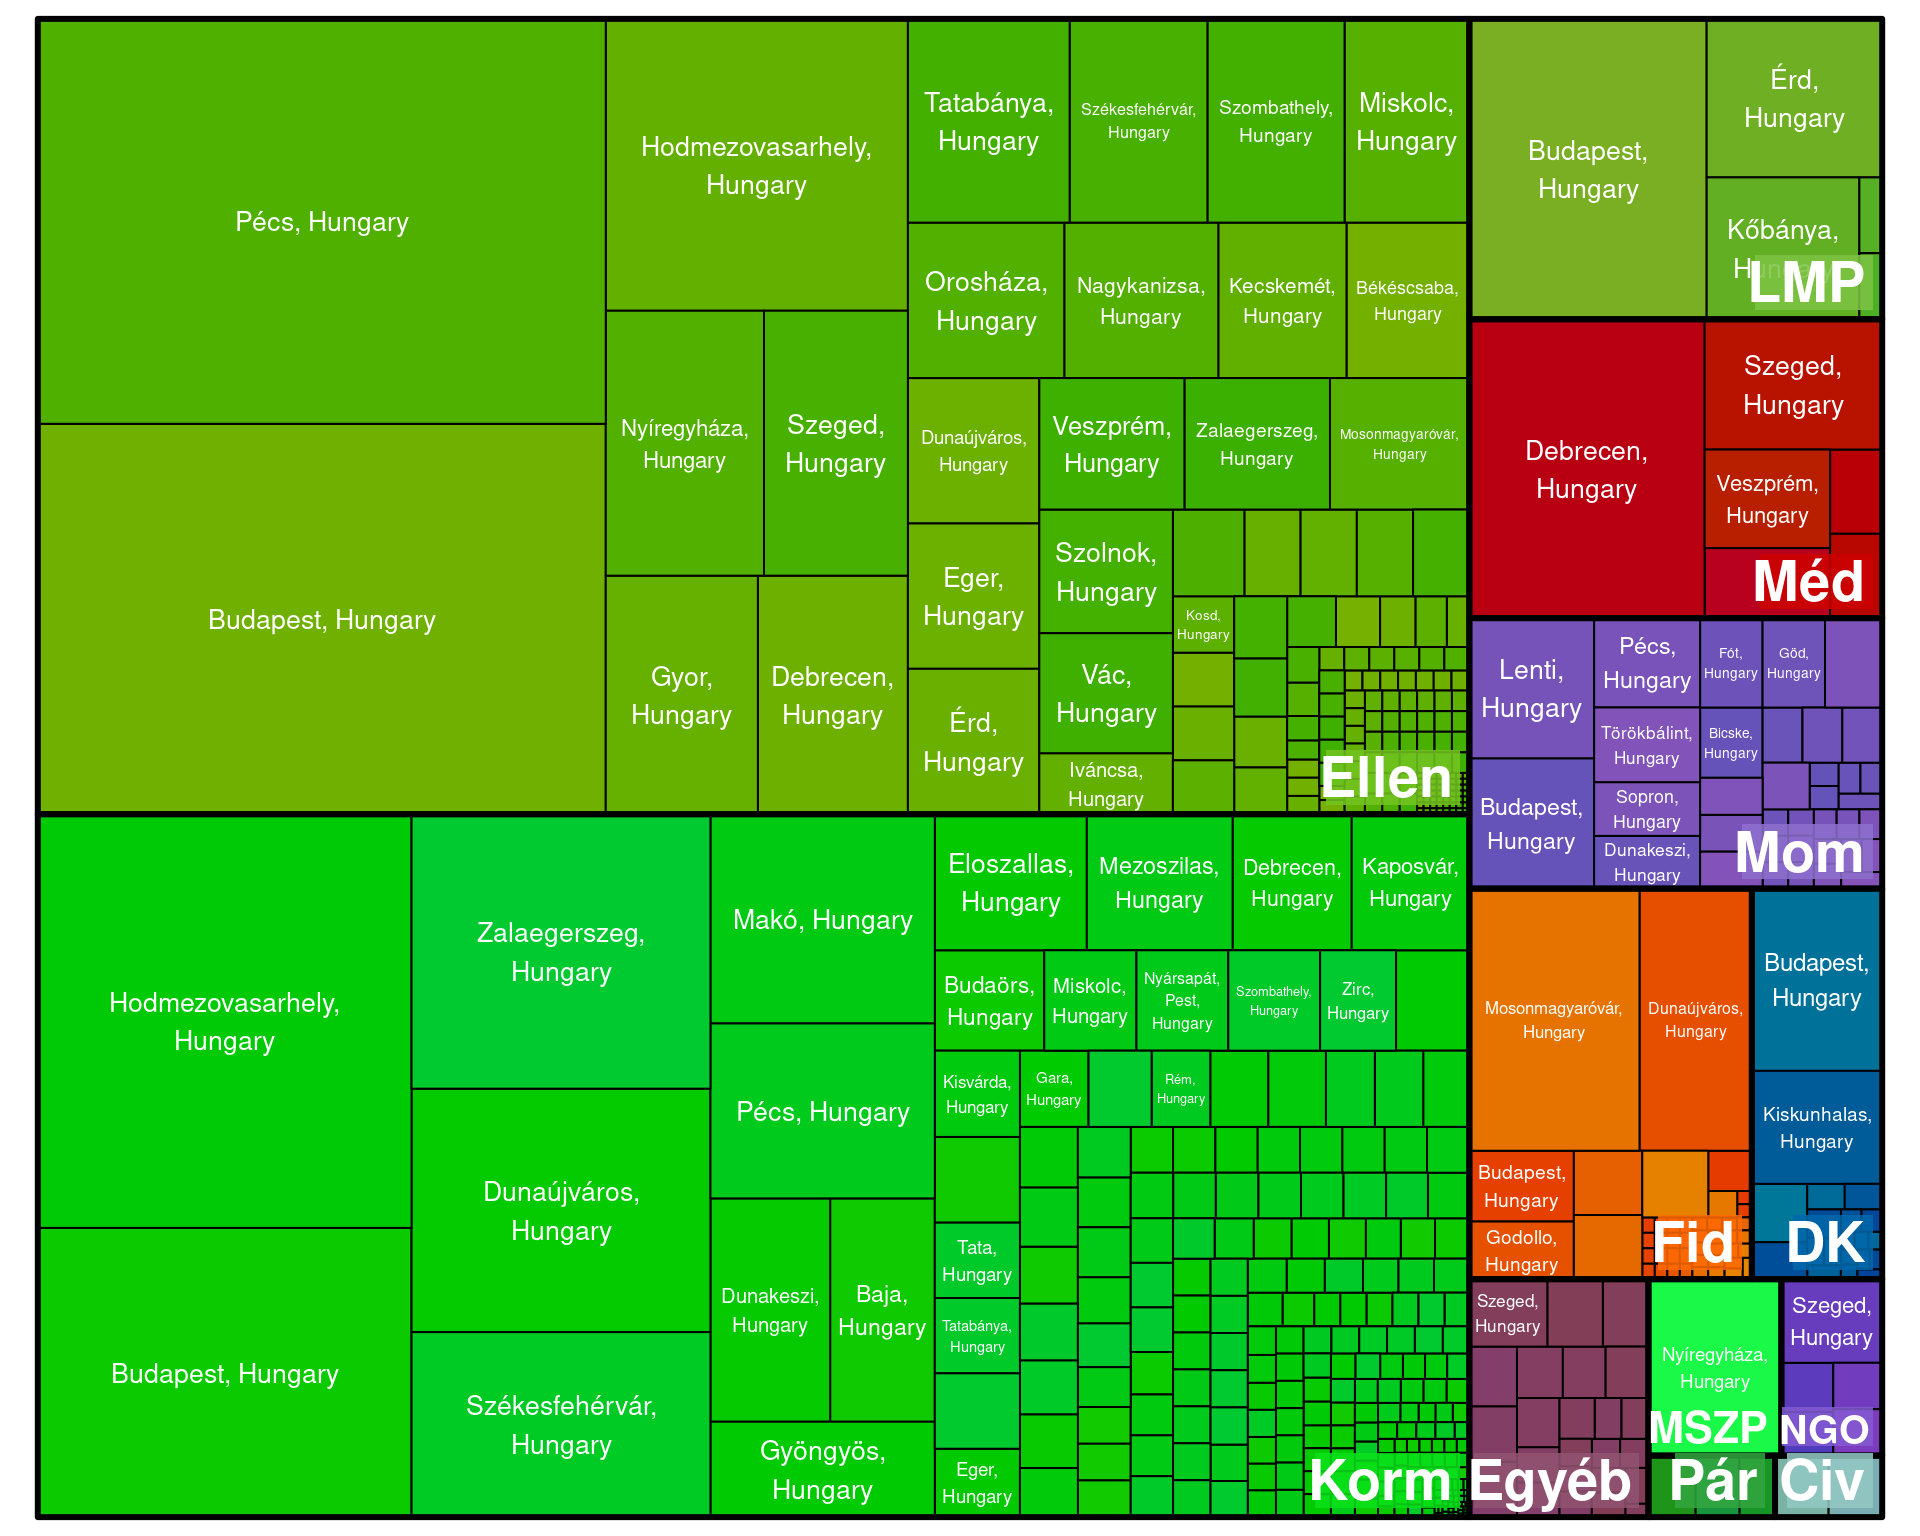 Pécs, Hungary
Budapest, Hungary
Hodmezovasarhely,
Hungary
Nyíregyháza,
Hungary
Szeged,
Hungary
Gyor,
Hungary
Debrecen,
Hungary
Tatabánya,
Hungary
Székesfehérvár,
Hungary
Szombathely,
Hungary
Miskolc,
Hungary
Orosháza,
Hungary
Nagykanizsa,
Hungary
Kecskemét,
Hungary
Békéscsaba,
Hungary
Dunaújváros,
Hungary
Veszprém,
Hungary
Zalaegerszeg,
Hungary
Mosonmagyaróvár,
Hungary
Eger,
Hungary
Szolnok,
Hungary
Kosd,
Hungary
Érd,
Hungary
Vác,
Hungary
Iváncsa,
Hungary
Ellen
Hodmezovasarhely,
Hungary
Budapest, Hungary
Zalaegerszeg,
Hungary
Dunaújváros,
Hungary
Székesfehérvár,
Hungary
Makó, Hungary
Pécs, Hungary
Dunakeszi,
Hungary
Baja,
Hungary
Gyöngyös,
Hungary
Eloszallas,
Hungary
Mezoszilas,
Hungary
Debrecen,
Hungary
Kaposvár,
Hungary
Budaörs,
Hungary
Miskolc,
Hungary
Nyársapát,
Pest,
Hungary
Szombathely,
Hungary
Zirc,
Hungary
Kisvárda,
Hungary
Gara,
Hungary
Rém,
Hungary
Tata,
Hungary
Tatabánya,
Hungary
Eger,
Hungary
Korm
Budapest,
Hungary
Érd,
Hungary
Kőbánya,
Hungary
LMP
Debrecen,
Hungary
Szeged,
Hungary
Veszprém,
Hungary
Méd
Lenti,
Hungary
Budapest,
Hungary
Pécs,
Hungary
Törökbálint,
Hungary
Sopron,
Hungary
Dunakeszi,
Hungary
Fót,
Hungary
Göd,
Hungary
Bicske,
Hungary
Mom
Mosonmagyaróvár,
Hungary
Dunaújváros,
Hungary
Budapest,
Hungary
Godollo,
Hungary
Fid
Budapest,
Hungary
Kiskunhalas,
Hungary
DK
Szeged,
Hungary
Egyéb
Nyíregyháza,
Hungary
MSZP
Szeged,
Hungary
NGO
Pár
Civ